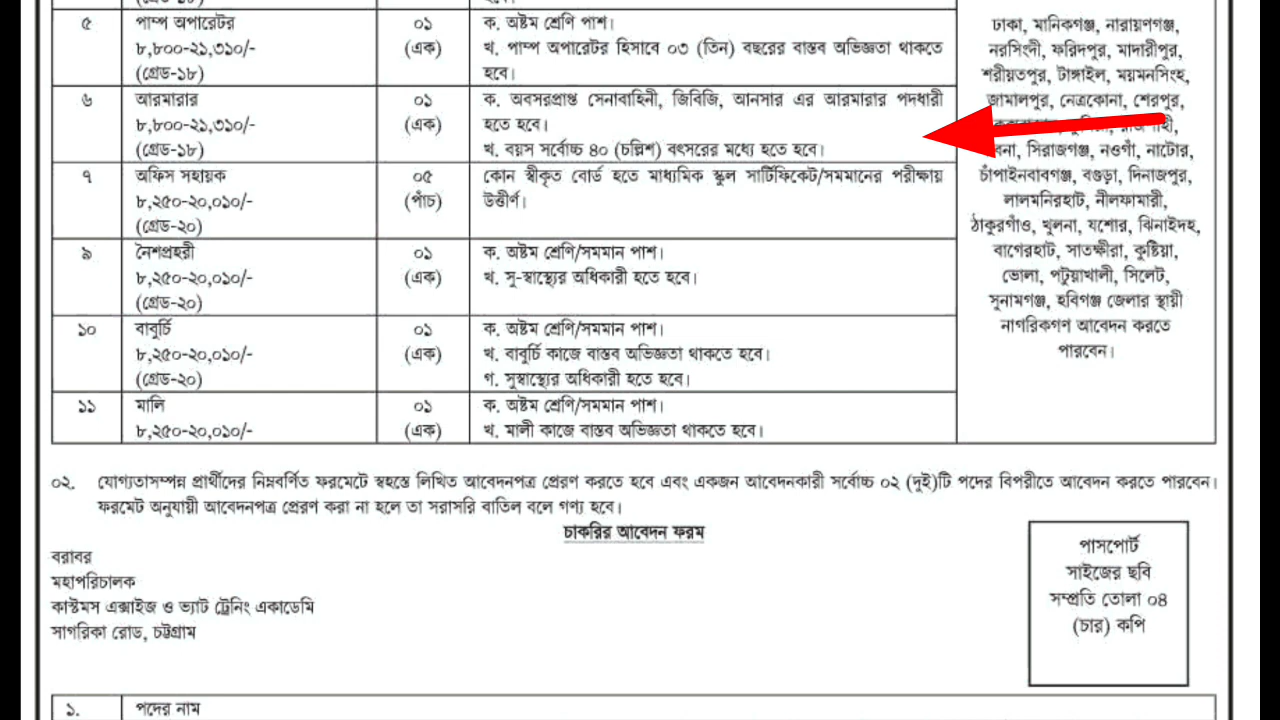 ৫ পাম্প অপারেটর ০১ ক. অষ্টম শ্রেণি পাশ।
৮,৮০০-২১,৩১০/- (এক) খ. পাম্প অপারেটর হিসাবে ০৩ (তিন) বছরের বাস্তব অভিজ্ঞতা থাকতে
(গ্রেড-১৮) হবে।
৬ আরমারার ০১ ক. অবসরপ্রাপ্ত সেনাবাহিনী, জিবিজি, আনসার এর আরমারার পদধারী
৮,৮০০-২১,৩১০/- (এক) হতে হবে।
(গ্রেড-১৮) খ. বয়স সর্বোচ্চ ৪০ (চল্লিশ) বৎসরের মধ্যে হতে হবে।
৭ অফিস সহায়ক ০৫ কোন স্বীকৃত বোর্ড হতে মাধ্যমিক স্কুল সার্টিফিকেট/সমমানের পরীক্ষায়
৮,২৫০-২০,০১০/- (পাঁচ) উত্তীর্ণ।
(গ্রেড-২০)
৯ নৈশপ্রহরী ০১ ক. অষ্টম শ্রেণি/সমমান পাশ।
৮,২৫০-২০,০১০/- (এক) খ. সু-স্বাস্থ্যের অধিকারী হতে হবে।
(গ্রেড-২০)
১০ বাবুর্চি ০১ ক. অষ্টম শ্রেণি/সমমান পাশ।
৮,২৫০-২০,০১০/- (এক) খ. বাবুর্চি কাজে বাস্তব অভিজ্ঞতা থাকতে হবে।
(গ্রেড-২০) গ. সুস্বাস্থ্যের অধিকারী হতে হবে।
১১ মালি ০১ ক. অষ্টম শ্রেণি/সমমান পাশ।
৮,২৫০-২০,০১০/- (এক) খ. মালী কাজে বাস্তব অভিজ্ঞতা থাকতে হবে।
ঢাকা, মানিকগঞ্জ, নারায়ণগঞ্জ,
নরসিংদী, ফরিদপুর, মাদারীপুর,
শরীয়তপুর, টাঙ্গাইল, ময়মনসিংহ,
জামালপুর, নেত্রকোনা, শেরপুর,
সিরাজগঞ্জ, নওগাঁ, নাটোর,
চাঁপাইনবাবগঞ্জ, বগুড়া, দিনাজপুর,
লালমনিরহাট, নীলফামারী,
ঠাকুরগাঁও, খুলনা, যশোর, ঝিনাইদহ,
বাগেরহাট, সাতক্ষীরা, কুষ্টিয়া,
ভোলা, পটুয়াখালী, সিলেট,
সুনামগঞ্জ, হবিগঞ্জ জেলার স্থায়ী
নাগরিকগণ আবেদন করতে
পারবেন।
০২. যোগ্যতাসম্পন্ন প্রার্থীদের নিম্নবর্ণিত ফরমেটে স্বহস্তে লিখিত আবেদনপত্র প্রেরণ করতে হবে এবং একজন আবেদনকারী সর্বোচ্চ ০২ (দুই)টি পদের বিপরীতে আবেদন করতে পারবেন।
ফরমেট অনুযায়ী আবেদনপত্র প্রেরণ করা না হলে তা সরাসরি বাতিল বলে গণ্য হবে।
চাকরির আবেদন ফরম
বরাবর
মহাপরিচালক
কাস্টমস এক্সাইজ ও ভ্যাট ট্রেনিং একাডেমি
সাগরিকা রোড, চট্টগ্রাম
পাসপোর্ট
সাইজের ছবি
সম্প্রতি তোলা ০৪
(চার) কপি
১. পদের নাম